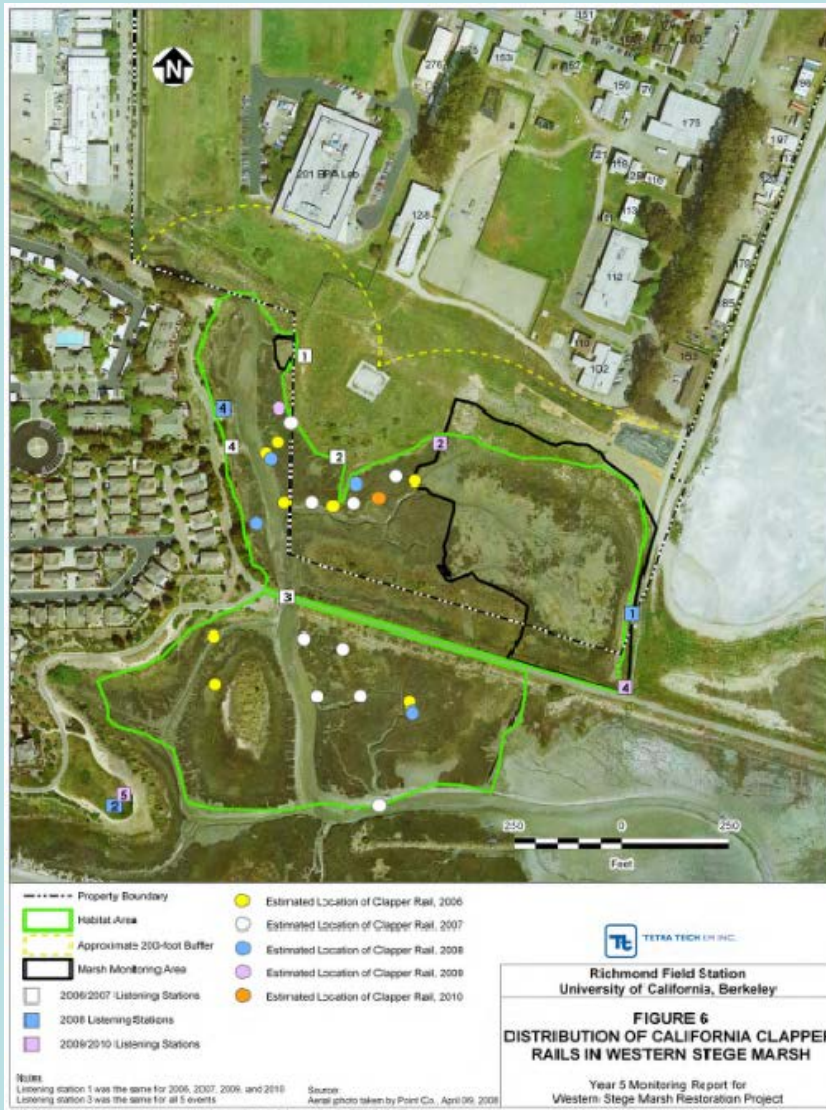 N
276
153
150
175
201 EPA Lab
128
112
102
1
4
4
2
2
3
1
4
5
2
250 0 250
Feet
Property Boundary
Habitat Area
Approximate 200-foot Buffer
Marsh Monitoring Area
2006/2007 Listening Stations
2008 Listening Stations
2009/2010 Listening Stations
Estimated Location of Clapper Rail, 2006
Estimated Location of Clapper Rail, 2007
Estimated Location of Clapper Rail, 2008
Estimated Location of Clapper Rail, 2009
Estimated Location of Clapper Rail, 2010
Tt TETRA TECH EM INC.
Richmond Field Station
University of California, Berkeley
FIGURE 6
DISTRIBUTION OF CALIFORNIA CLAPPER
RAILS IN WESTERN STEGE MARSH
Year 5 Monitoring Report for
Western Stege Marsh Restoration Project
Notes:
Listening station 1 was the same for 2006, 2007, 2009, and 2010
Listening station 3 was the same for all 5 events
Source:
Aerial photo taken by Point Co., April 09, 2008